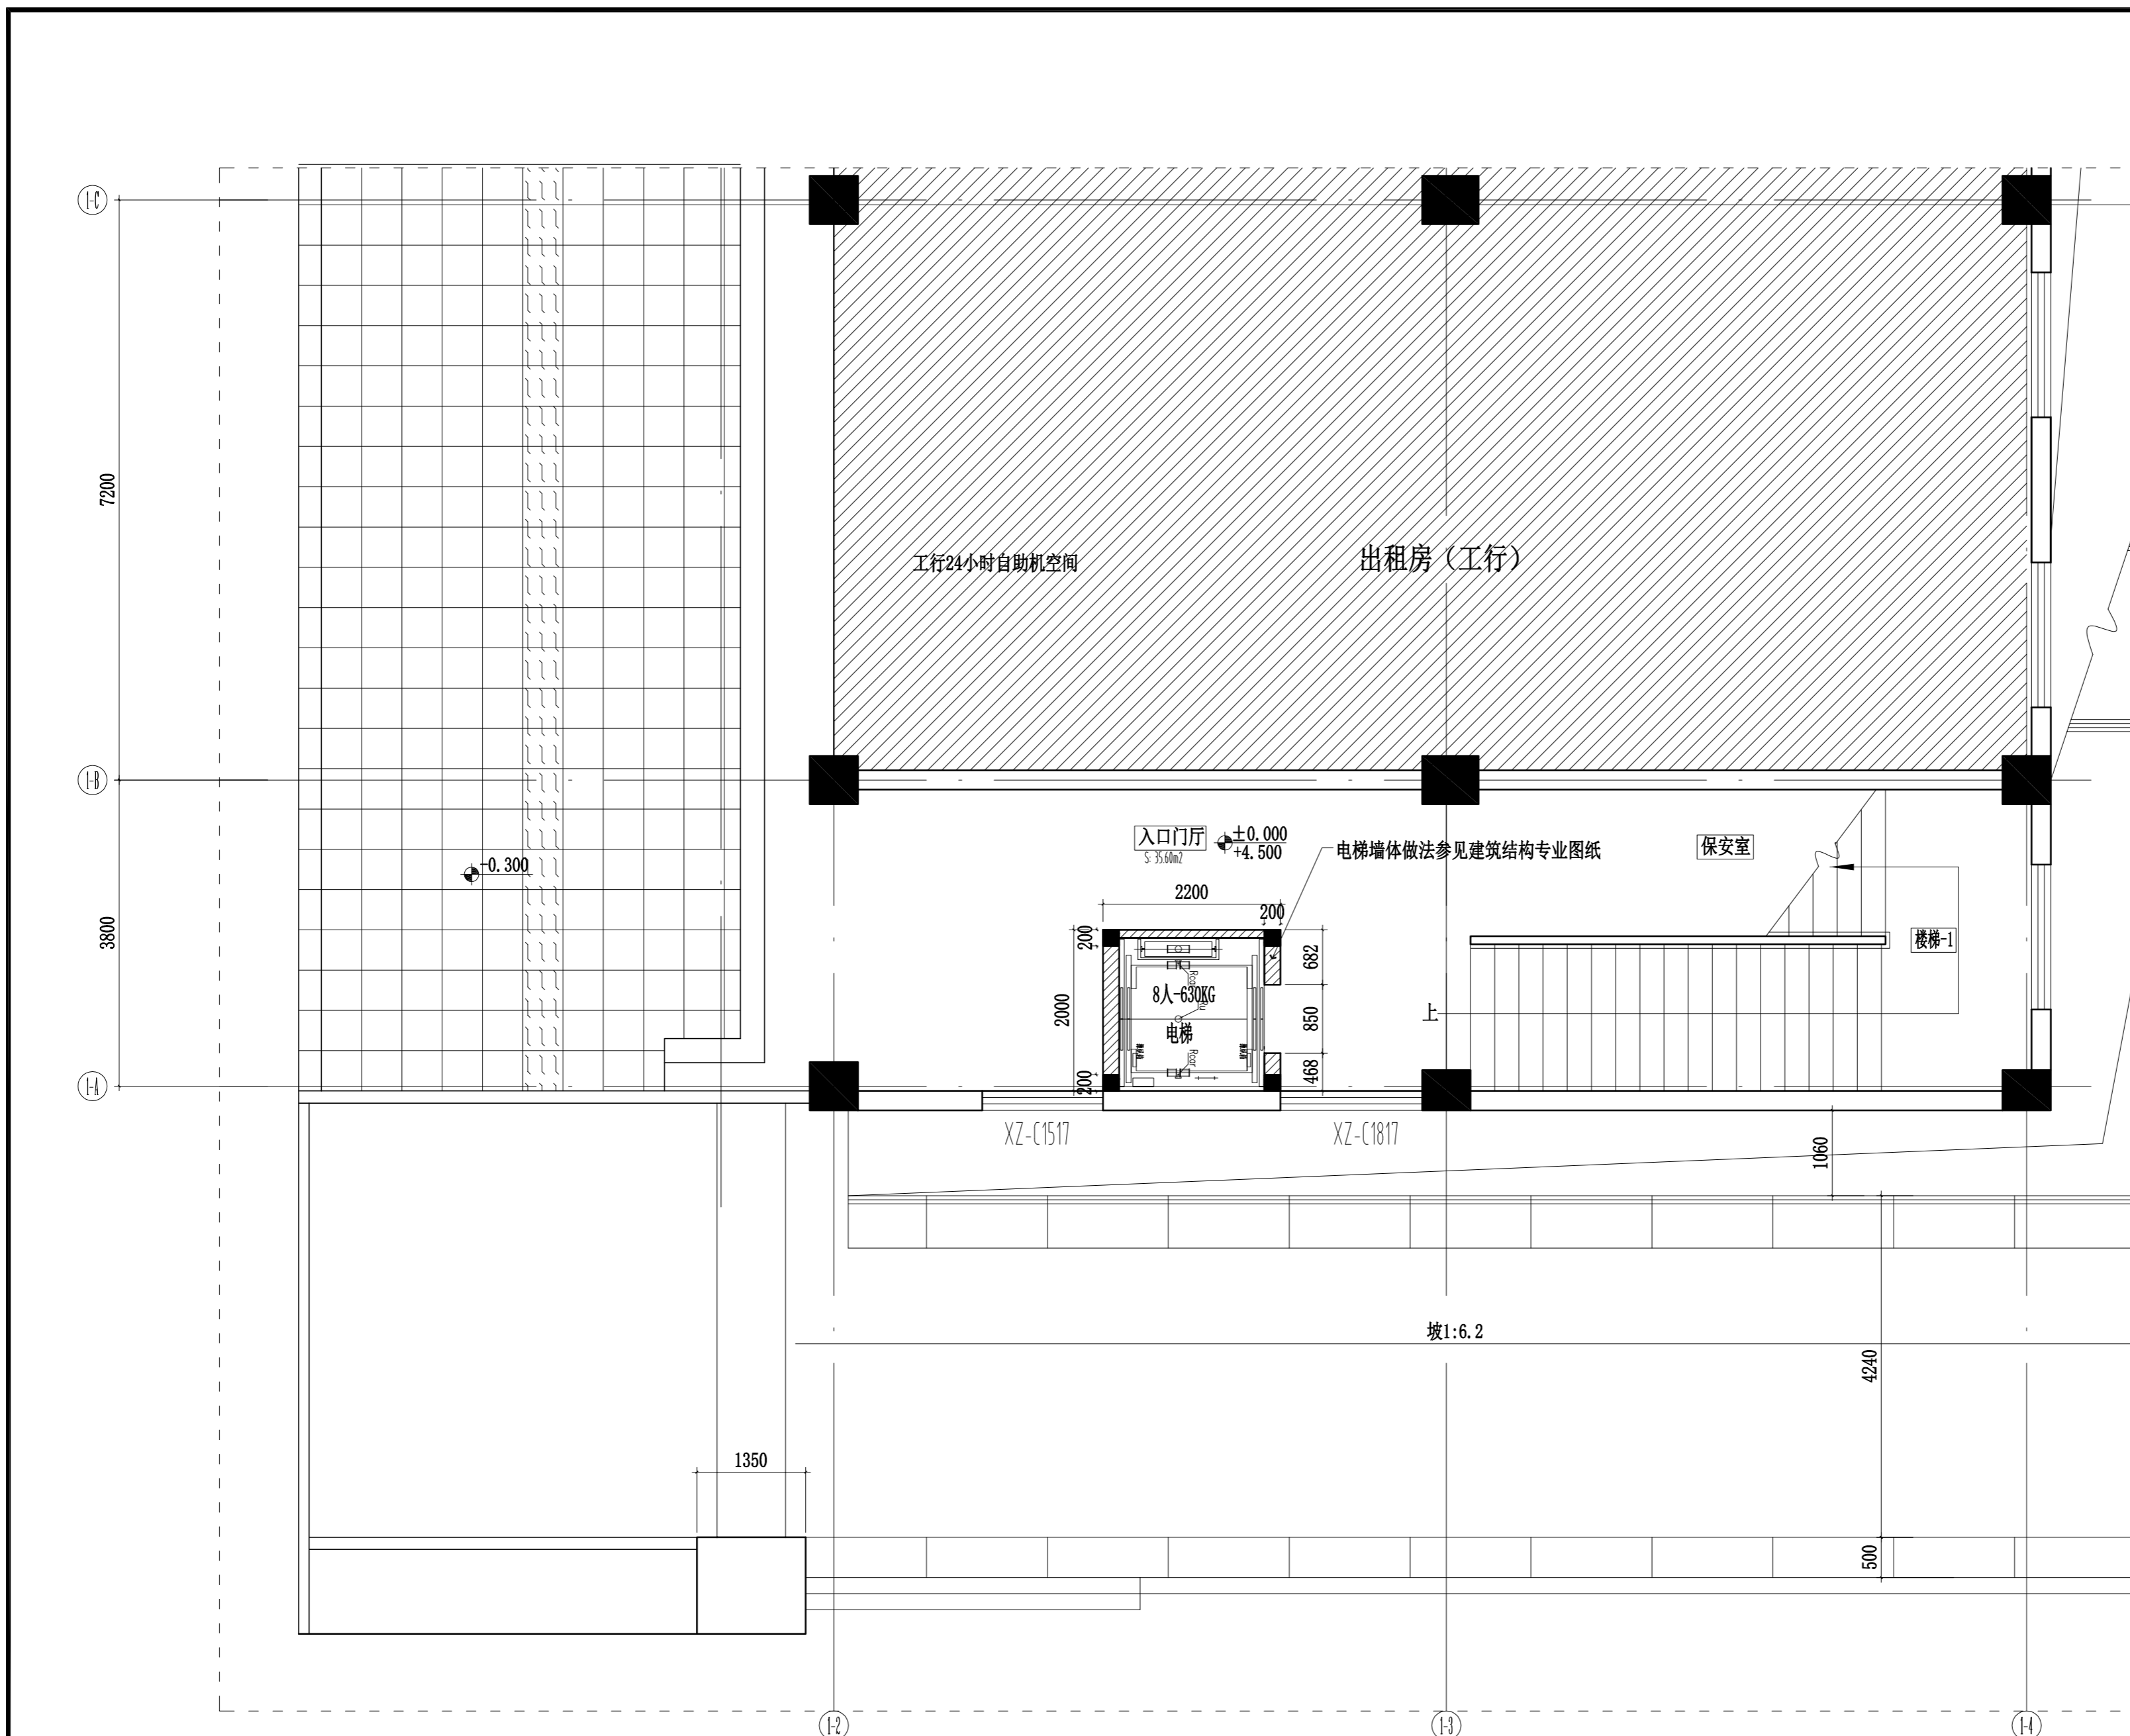 1-C
7200
工行24小时自助机空间
出租房（工行）
1-B
入口门厅
S: 35.60m2
±0.000
+4.500
电梯墙体做法参见建筑结构专业图纸
保安室
-0.300
3800
2200
200
200
682
楼梯-1
2000
Rcar
8人-630KG
850
上
电梯
Rcar
468
200
1-A
XZ-C1517
XZ-C1817
1060
坡1:6.2
4240
1350
500
1-2
1-3
1-4